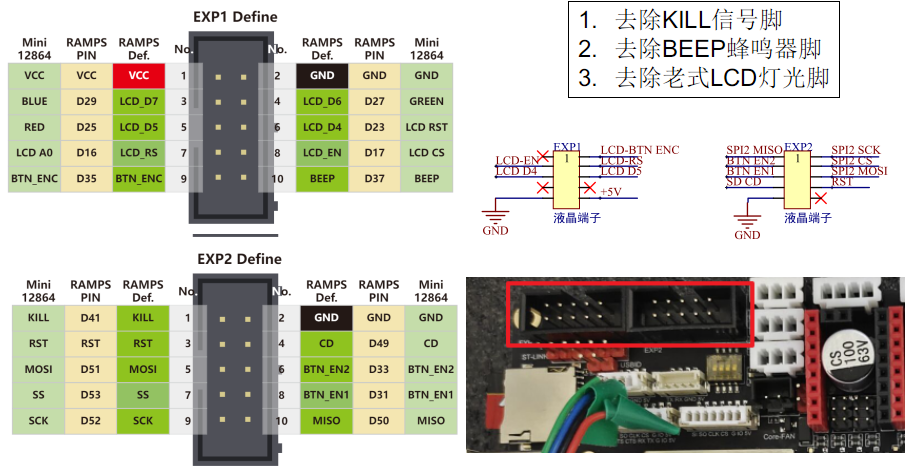 EXP1 Define
Mini 12864 RAMPS PIN RAMPS Def. No. No. RAMPS Def. RAMPS PIN Mini 12864
VCC VCC VCC 1 2 GND GND GND
BLUE D29 LCD_D7 3 4 LCD_D6 D27 GREEN
RED D25 LCD_D5 5 6 LCD_D4 D23 LCD RST
LCD A0 D16 LCD_RS 7 8 LCD_EN D17 LCD CS
BTN_ENC D35 BTN_ENC 9 10 BEEP D37 BEEP
EXP2 Define
Mini 12864 RAMPS PIN RAMPS Def. No. No. RAMPS Def. RAMPS PIN Mini 12864
KILL D41 KILL 1 2 GND GND GND
RST RST RST 3 4 CD D49 CD
MOSI D51 MOSI 5 6 BTN_EN2 D33 BTN_EN2
SS D53 SS 7 8 BTN_EN1 D31 BTN_EN1
SCK D52 SCK 9 10 MISO D50 MISO
1. 去除KILL信号脚
2. 去除BEEP蜂鸣器脚
3. 去除老式LCD灯光脚
EXP1
1 LCD-BTN ENC
LCD-EN LCD-RS
LCD D4 LCD D5
+5V
GND
液晶端子
EXP2
SPI2 MISO 1 SPI2 SCK
BTN EN2 SPI2 CS
BTN EN1 SPI2 MOSI
SD CD RST
GND
液晶端子
ST-LINK
EXP2
USBID
CS
100
63V
Core-FAN